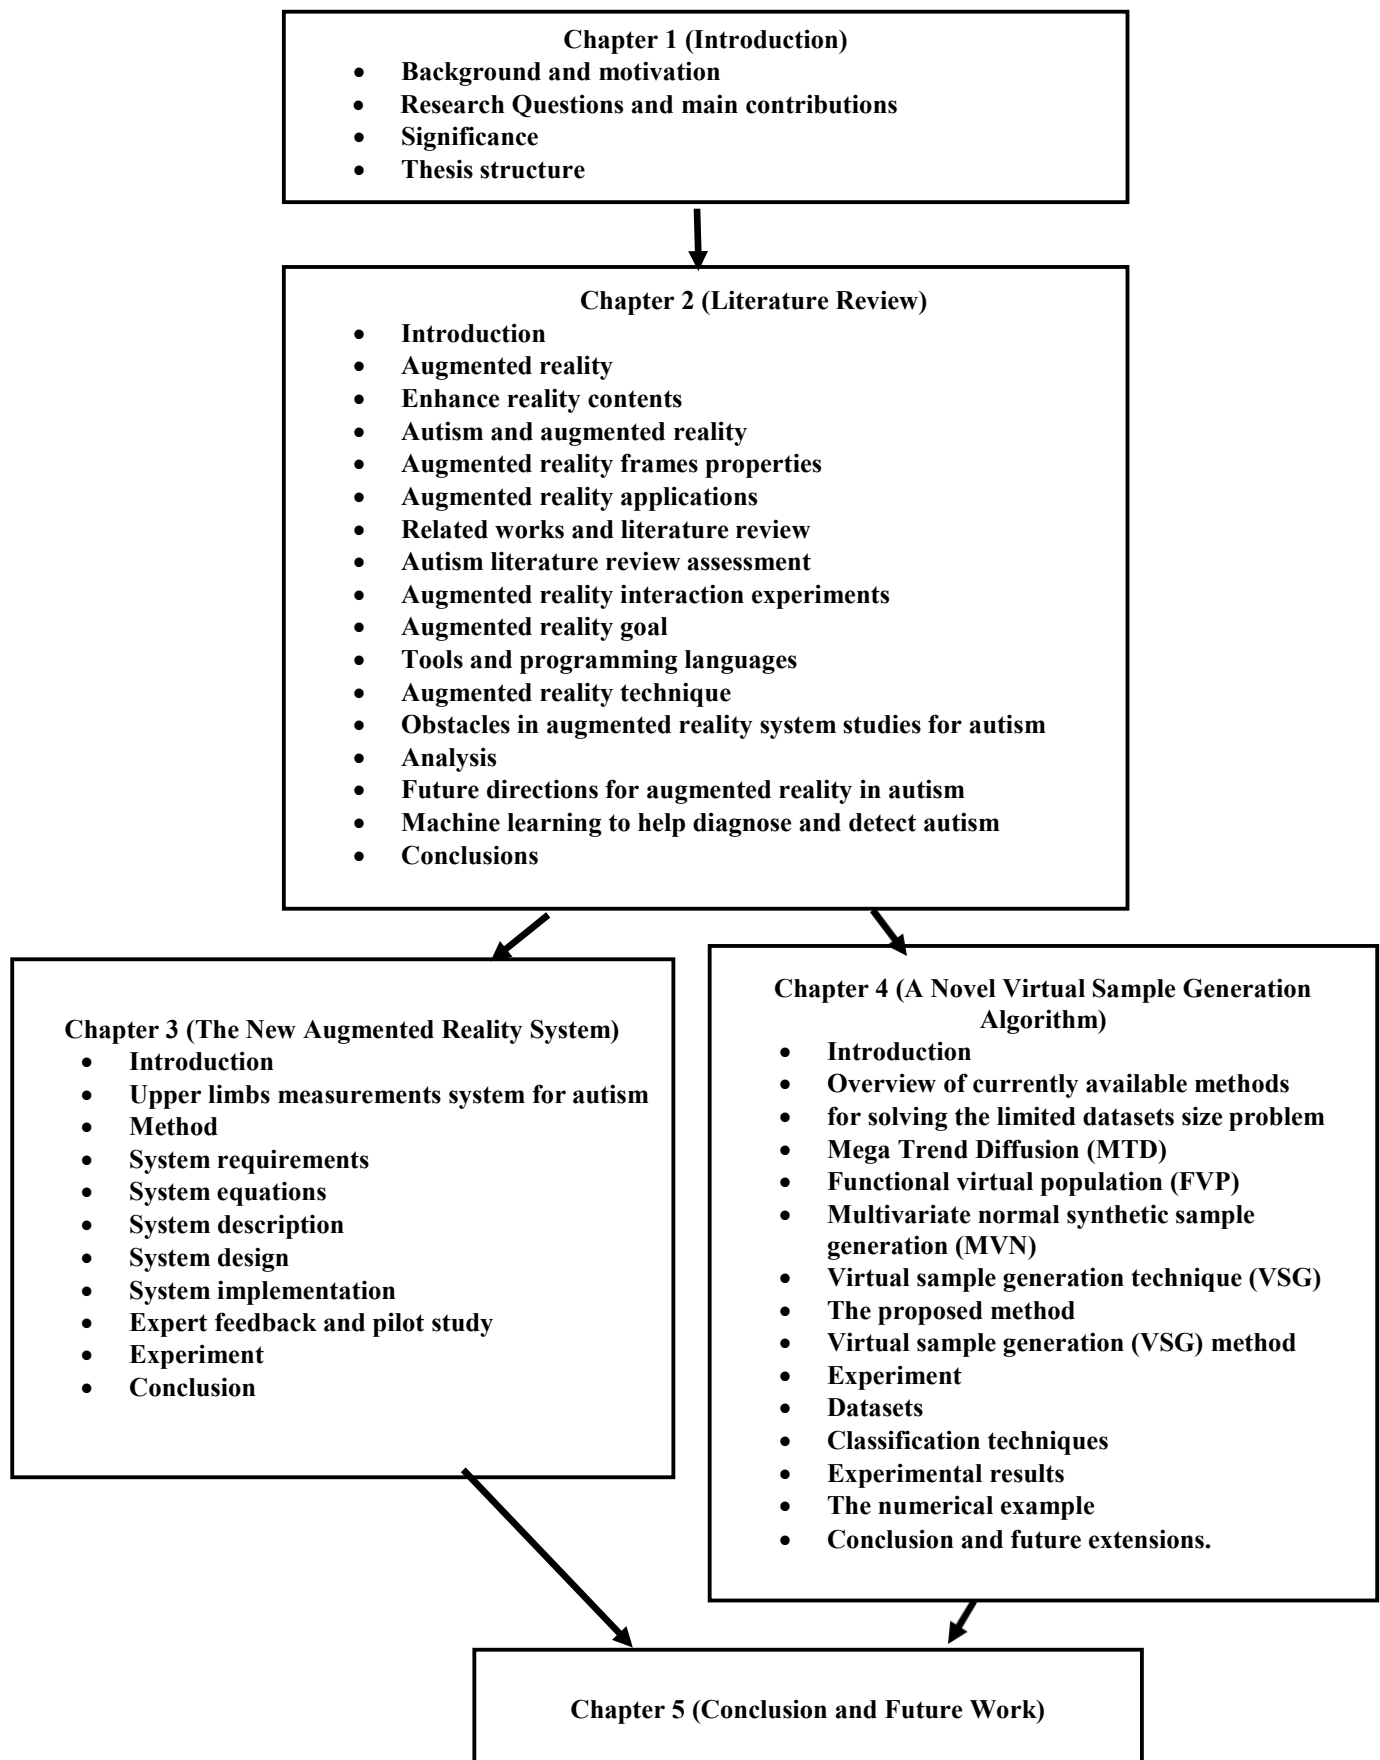 Chapter 1 (Introduction)
• Background and motivation
• Research Questions and main contributions
• Significance
• Thesis structure
Chapter 2 (Literature Review)
• Introduction
• Augmented reality
• Enhance reality contents
• Autism and augmented reality
• Augmented reality frames properties
• Augmented reality applications
• Related works and literature review
• Autism literature review assessment
• Augmented reality interaction experiments
• Augmented reality goal
• Tools and programming languages
• Augmented reality technique
• Obstacles in augmented reality system studies for autism
• Analysis
• Future directions for augmented reality in autism
• Machine learning to help diagnose and detect autism
• Conclusions
Chapter 3 (The New Augmented Reality System)
• Introduction
• Upper limbs measurements system for autism
• Method
• System requirements
• System equations
• System description
• System design
• System implementation
• Expert feedback and pilot study
• Experiment
• Conclusion
Chapter 4 (A Novel Virtual Sample Generation
Algorithm)
• Introduction
• Overview of currently available methods
• for solving the limited datasets size problem
• Mega Trend Diffusion (MTD)
• Functional virtual population (FVP)
• Multivariate normal synthetic sample
generation (MVN)
• Virtual sample generation technique (VSG)
• The proposed method
• Virtual sample generation (VSG) method
• Experiment
• Datasets
• Classification techniques
• Experimental results
• The numerical example
• Conclusion and future extensions.
Chapter 5 (Conclusion and Future Work)